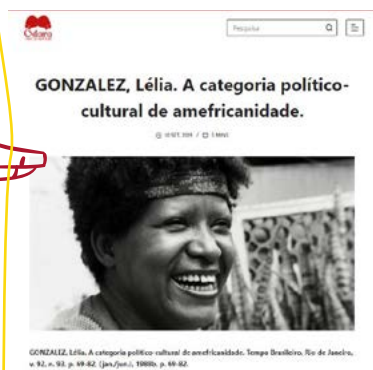 Odara
Pesquisa
GONZALEZ, Lélia. A categoria político-
cultural de amefricanidade.
GONZALEZ, Lélia. A categoria político-cultural de amefricanidade. Tempo Brasileiro. Rio de Janeiro,
v. 92, n. 93, p. 69-82, (jan./jun.), 1988b, p. 69-82.